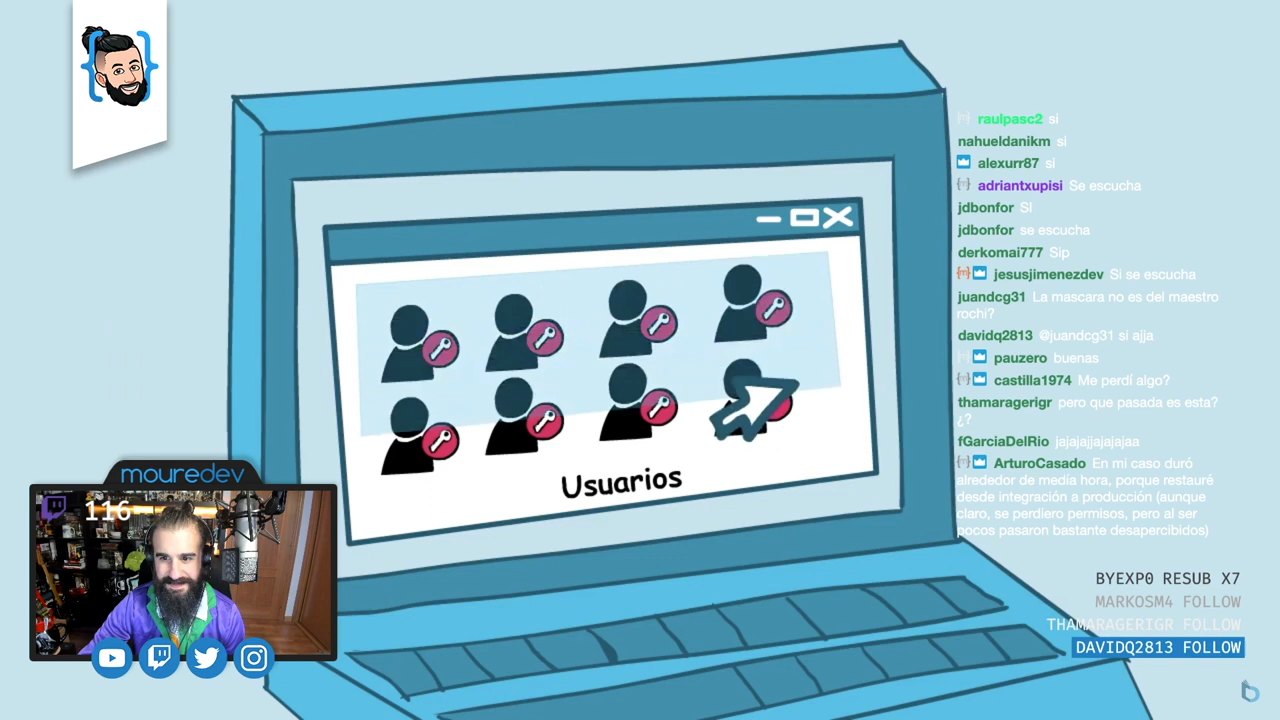 raulpasc2 si
nahueldanikm si
alexurr87 si
adriantxupisi Se escucha
jdbonfor Si
jdbonfor se escucha
derkomai777 Sip
jesusjimenezdev Si se escucha
juandcg31 La mascara no es del maestro
rochi?
davidq2813 @juandcg31 si ajja
pauzero buenas
castilla1974 Me perdí algo?
thamaragerigr pero que pasada es esta?
¿?
fGarciaDelRio jajajajjajajajaa
ArturoCasado En mi caso duró
alrededor de media hora, porque restauré
desde integración a producción (aunque
claro, se perdiero permisos, pero al ser
pocos pasaron bastante desapercibidos)
Usuarios
mouredev
116
BYEXP0 RESUB X7
MARKOSM4 FOLLOW
THAMARAGERIGR FOLLOW
DAVIDQ2813 FOLLOW